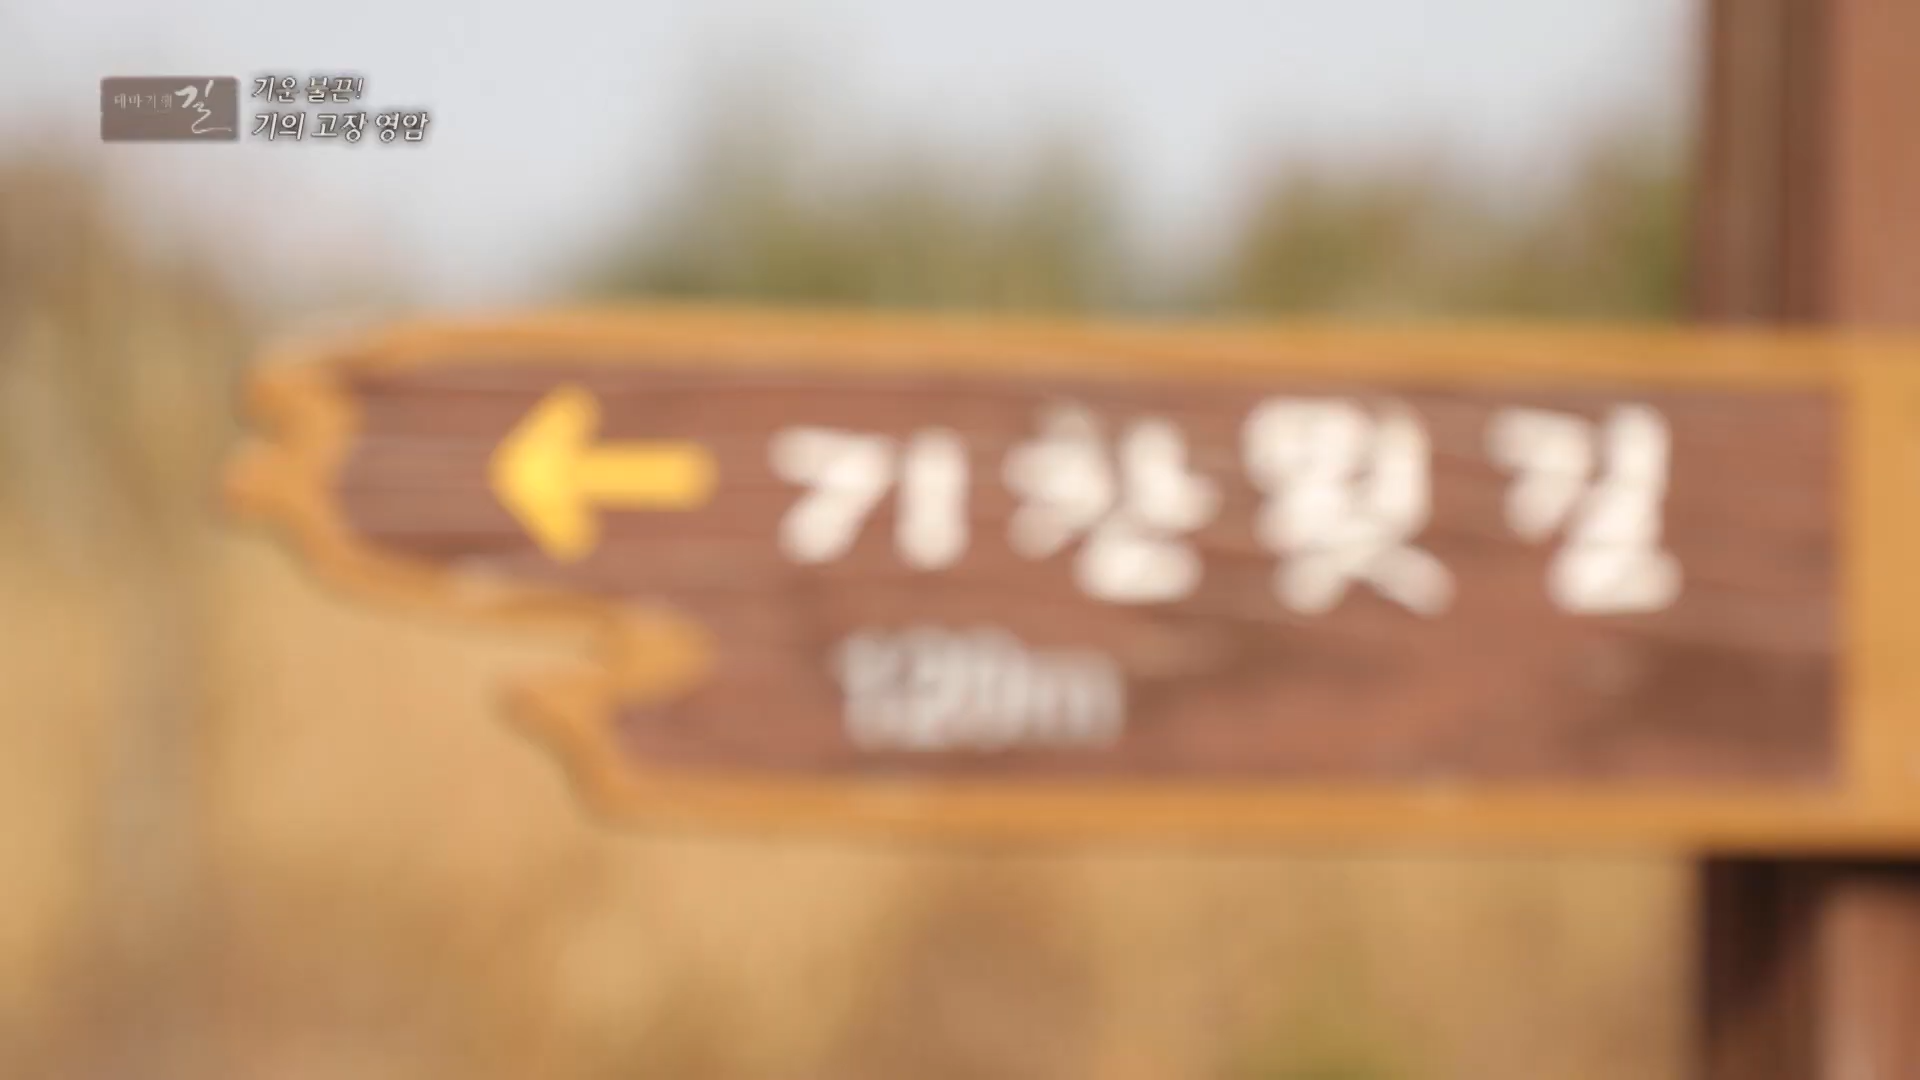 테마기행 길
기운 불끈!
기의 고장 영암
기찬묏길
120m